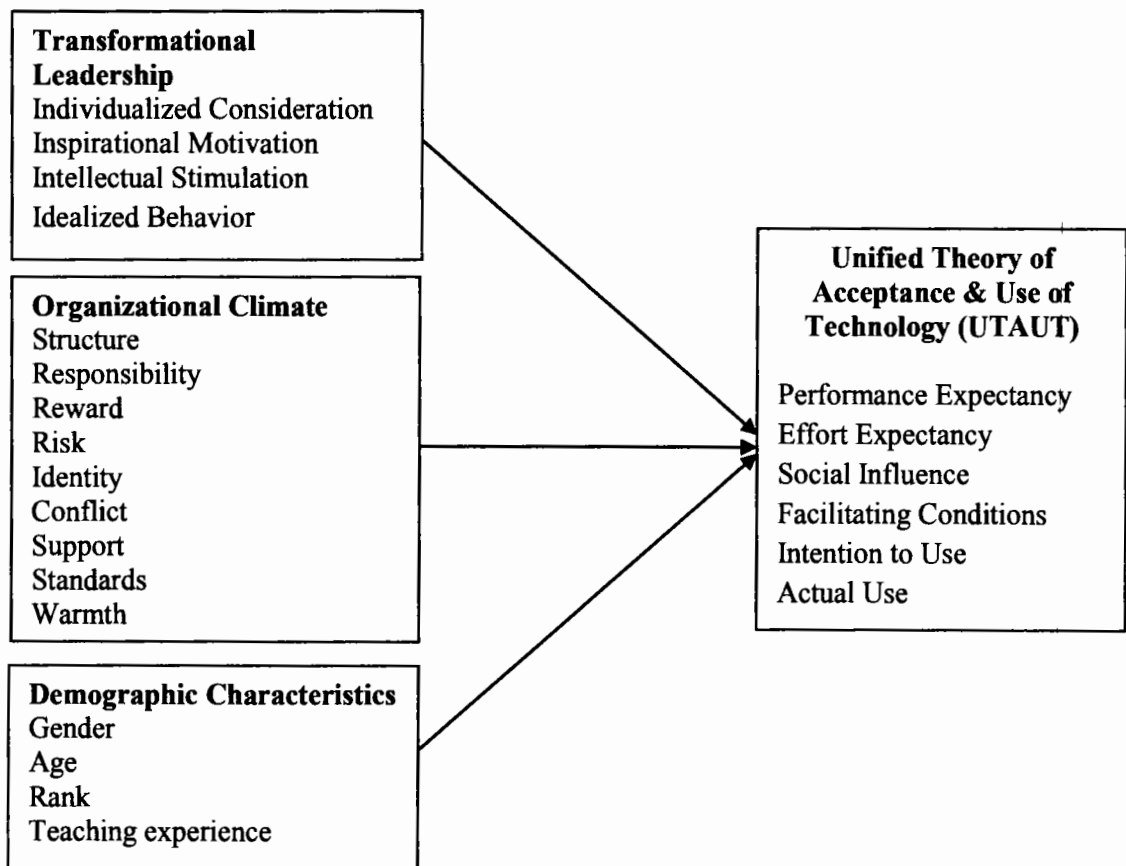 Transformational
Leadership
Individualized Consideration
Inspirational Motivation
Intellectual Stimulation
Idealized Behavior
Organizational Climate
Structure
Responsibility
Reward
Risk
Identity
Conflict
Support
Standards
Warmth
Demographic Characteristics
Gender
Age
Rank
Teaching experience
Unified Theory of
Acceptance & Use of
Technology (UTAUT)
Performance Expectancy
Effort Expectancy
Social Influence
Facilitating Conditions
Intention to Use
Actual Use